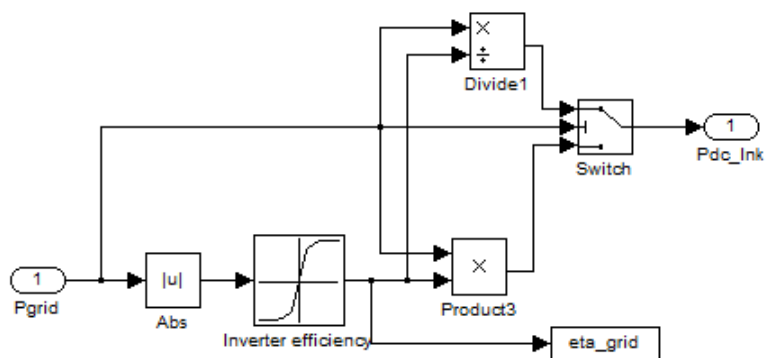 ×
÷
Divide1
Switch
1
Pdc_lnk
1
Pgrid
|u|
Abs
Inverter efficiency
×
Product3
eta_grid